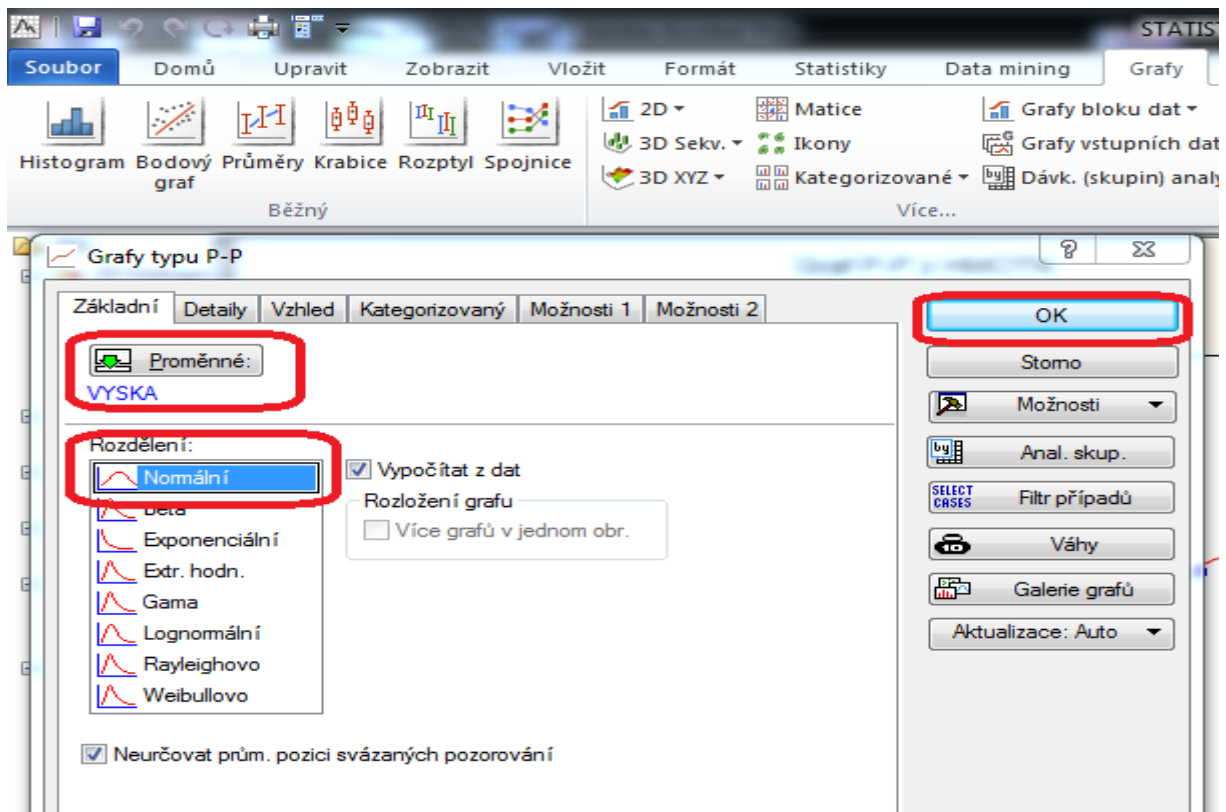 STATIS
Soubor Domů Upravit Zobrazit Vložit Formát Statistiky Data mining Grafy
2D Matice Grafy bloku dat
3D Sekv. Ikony Grafy vstupních dat
Histogram Bodový graf Průměry Krabice Rozptyl Spojnice
3D XYZ Kategorizované Dávk. (skupin) analy
Běžný Více...
Grafy typu P-P
Základní Detaily Vzhled Kategorizovaný Možnosti 1 Možnosti 2
OK
Proměnné:
Storno
VYSKA
Možnosti
Rozdělení:
Anal. skup.
Normální
Vypočítat z dat
SELECT CASES Filtr případů
Beta
Rozložení grafu
Více grafů v jednom obr.
Exponenciální
Váhy
Extr. hodn.
Galerie grafů
Gama
Lognormální
Aktualizace: Auto
Rayleighovo
Weibullovo
Neurčovat prům. pozici svázaných pozorování